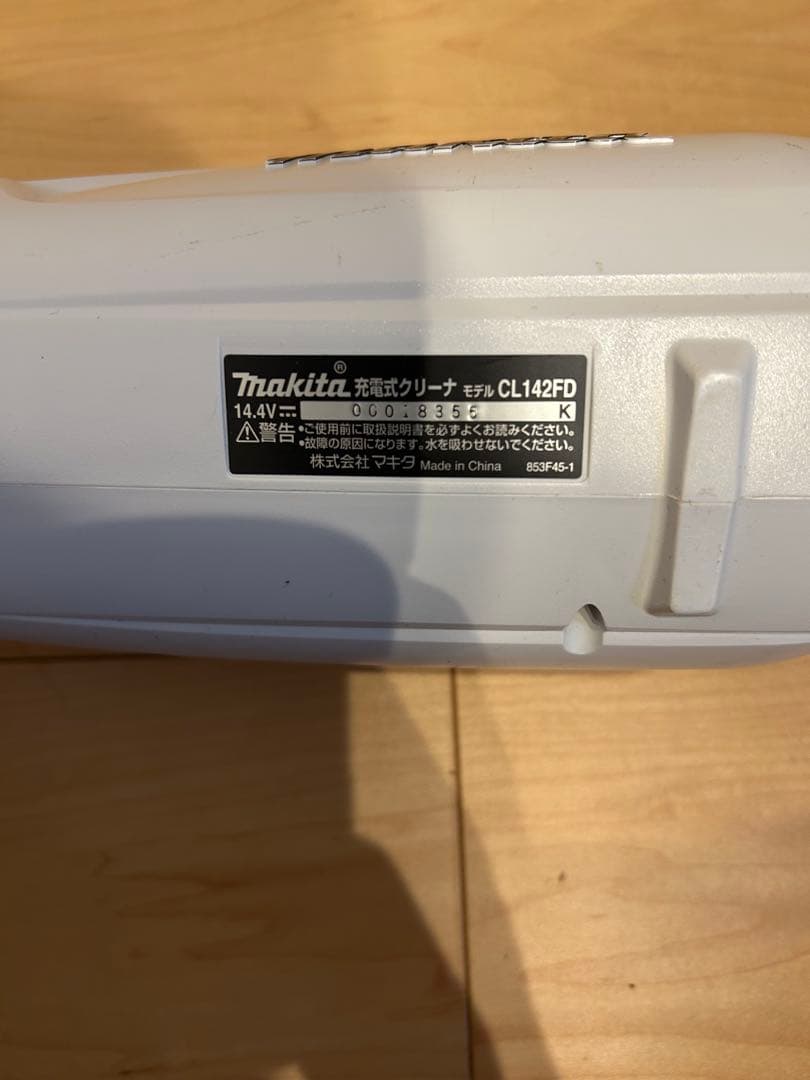 makita® 充電式クリーナ モデル CL142FD
14.4V⎓ 00018355 K
⚠警告 •ご使用前に取扱説明書を必ずよくお読みください。
•故障の原因になります。水を吸わせないでください。
株式会社マキタ Made in China 853F45-1